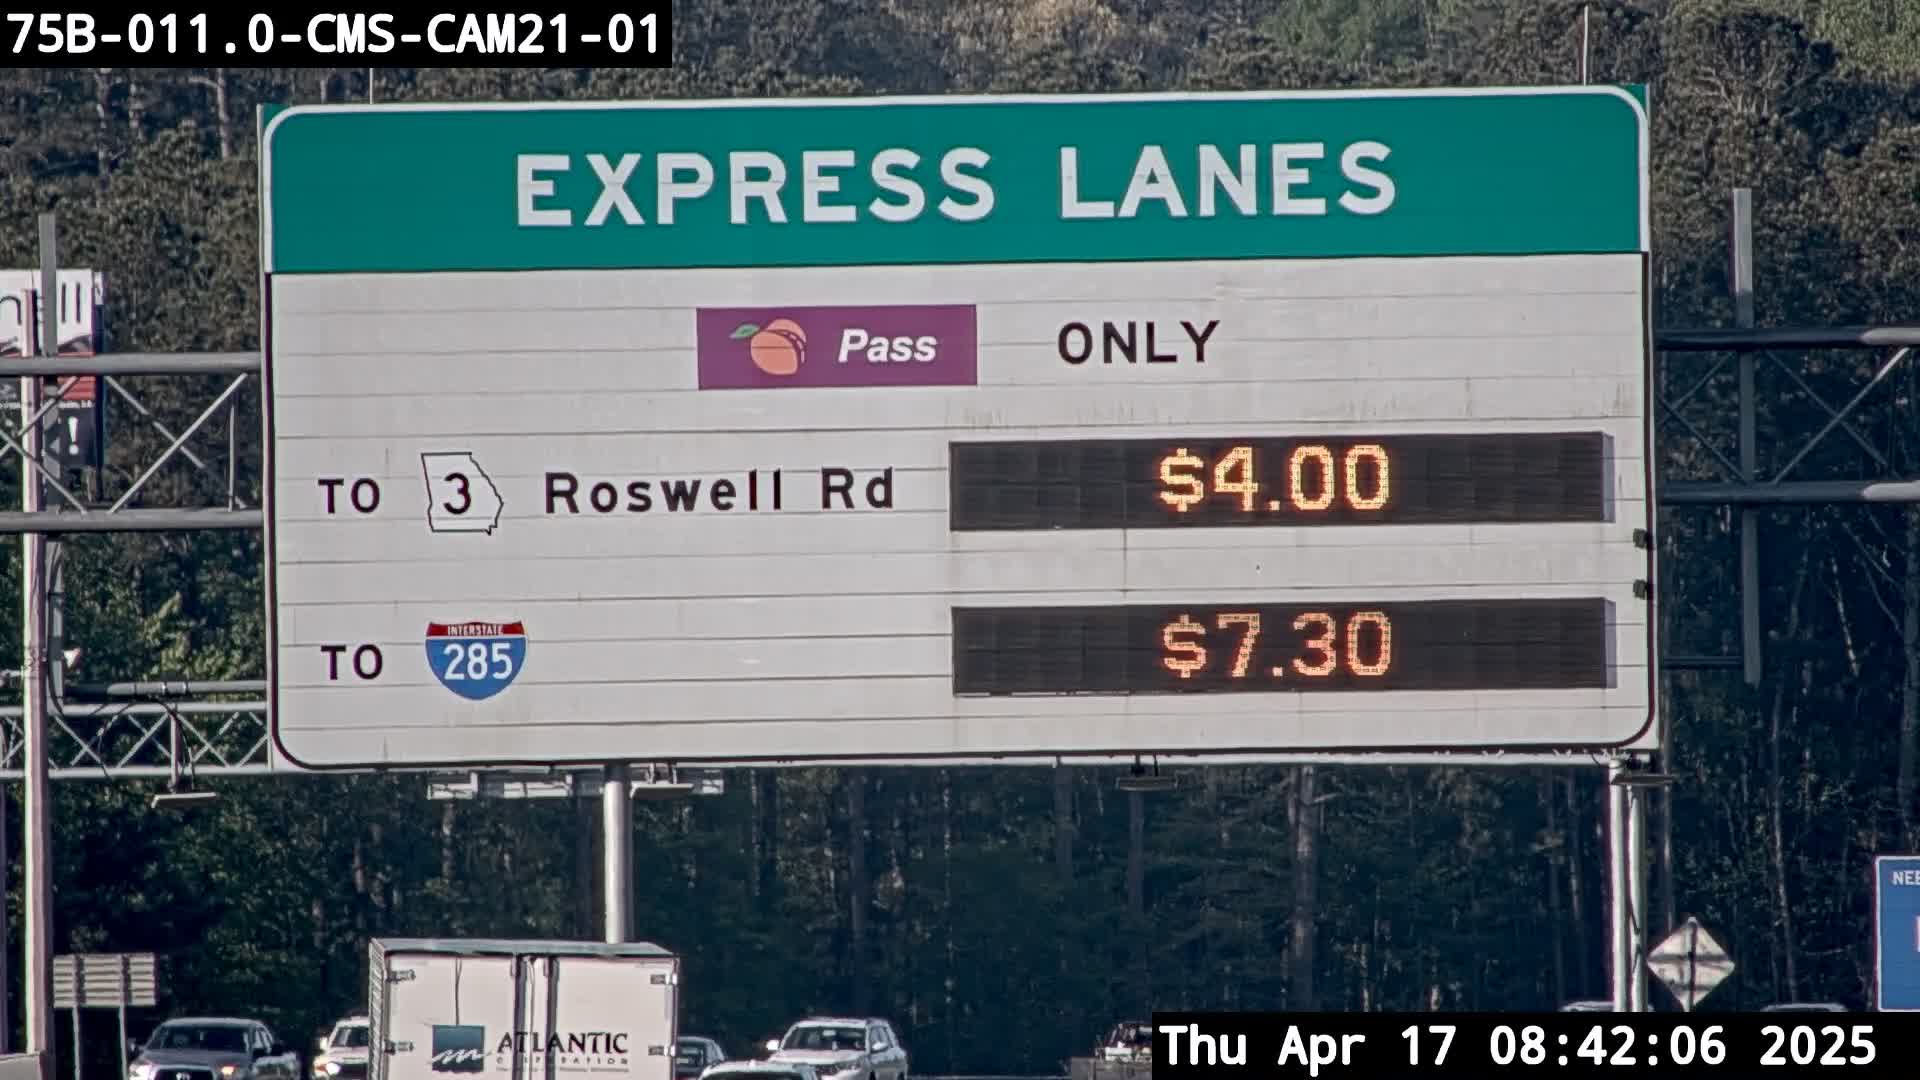 75B-011.0-CMS-CAM21-01
EXPRESS LANES
Pass ONLY
TO 3 Roswell Rd $4.00
INTERSTATE
TO 285 $7.30
!
NEE
ATLANTIC
Thu Apr 17 08:42:06 2025